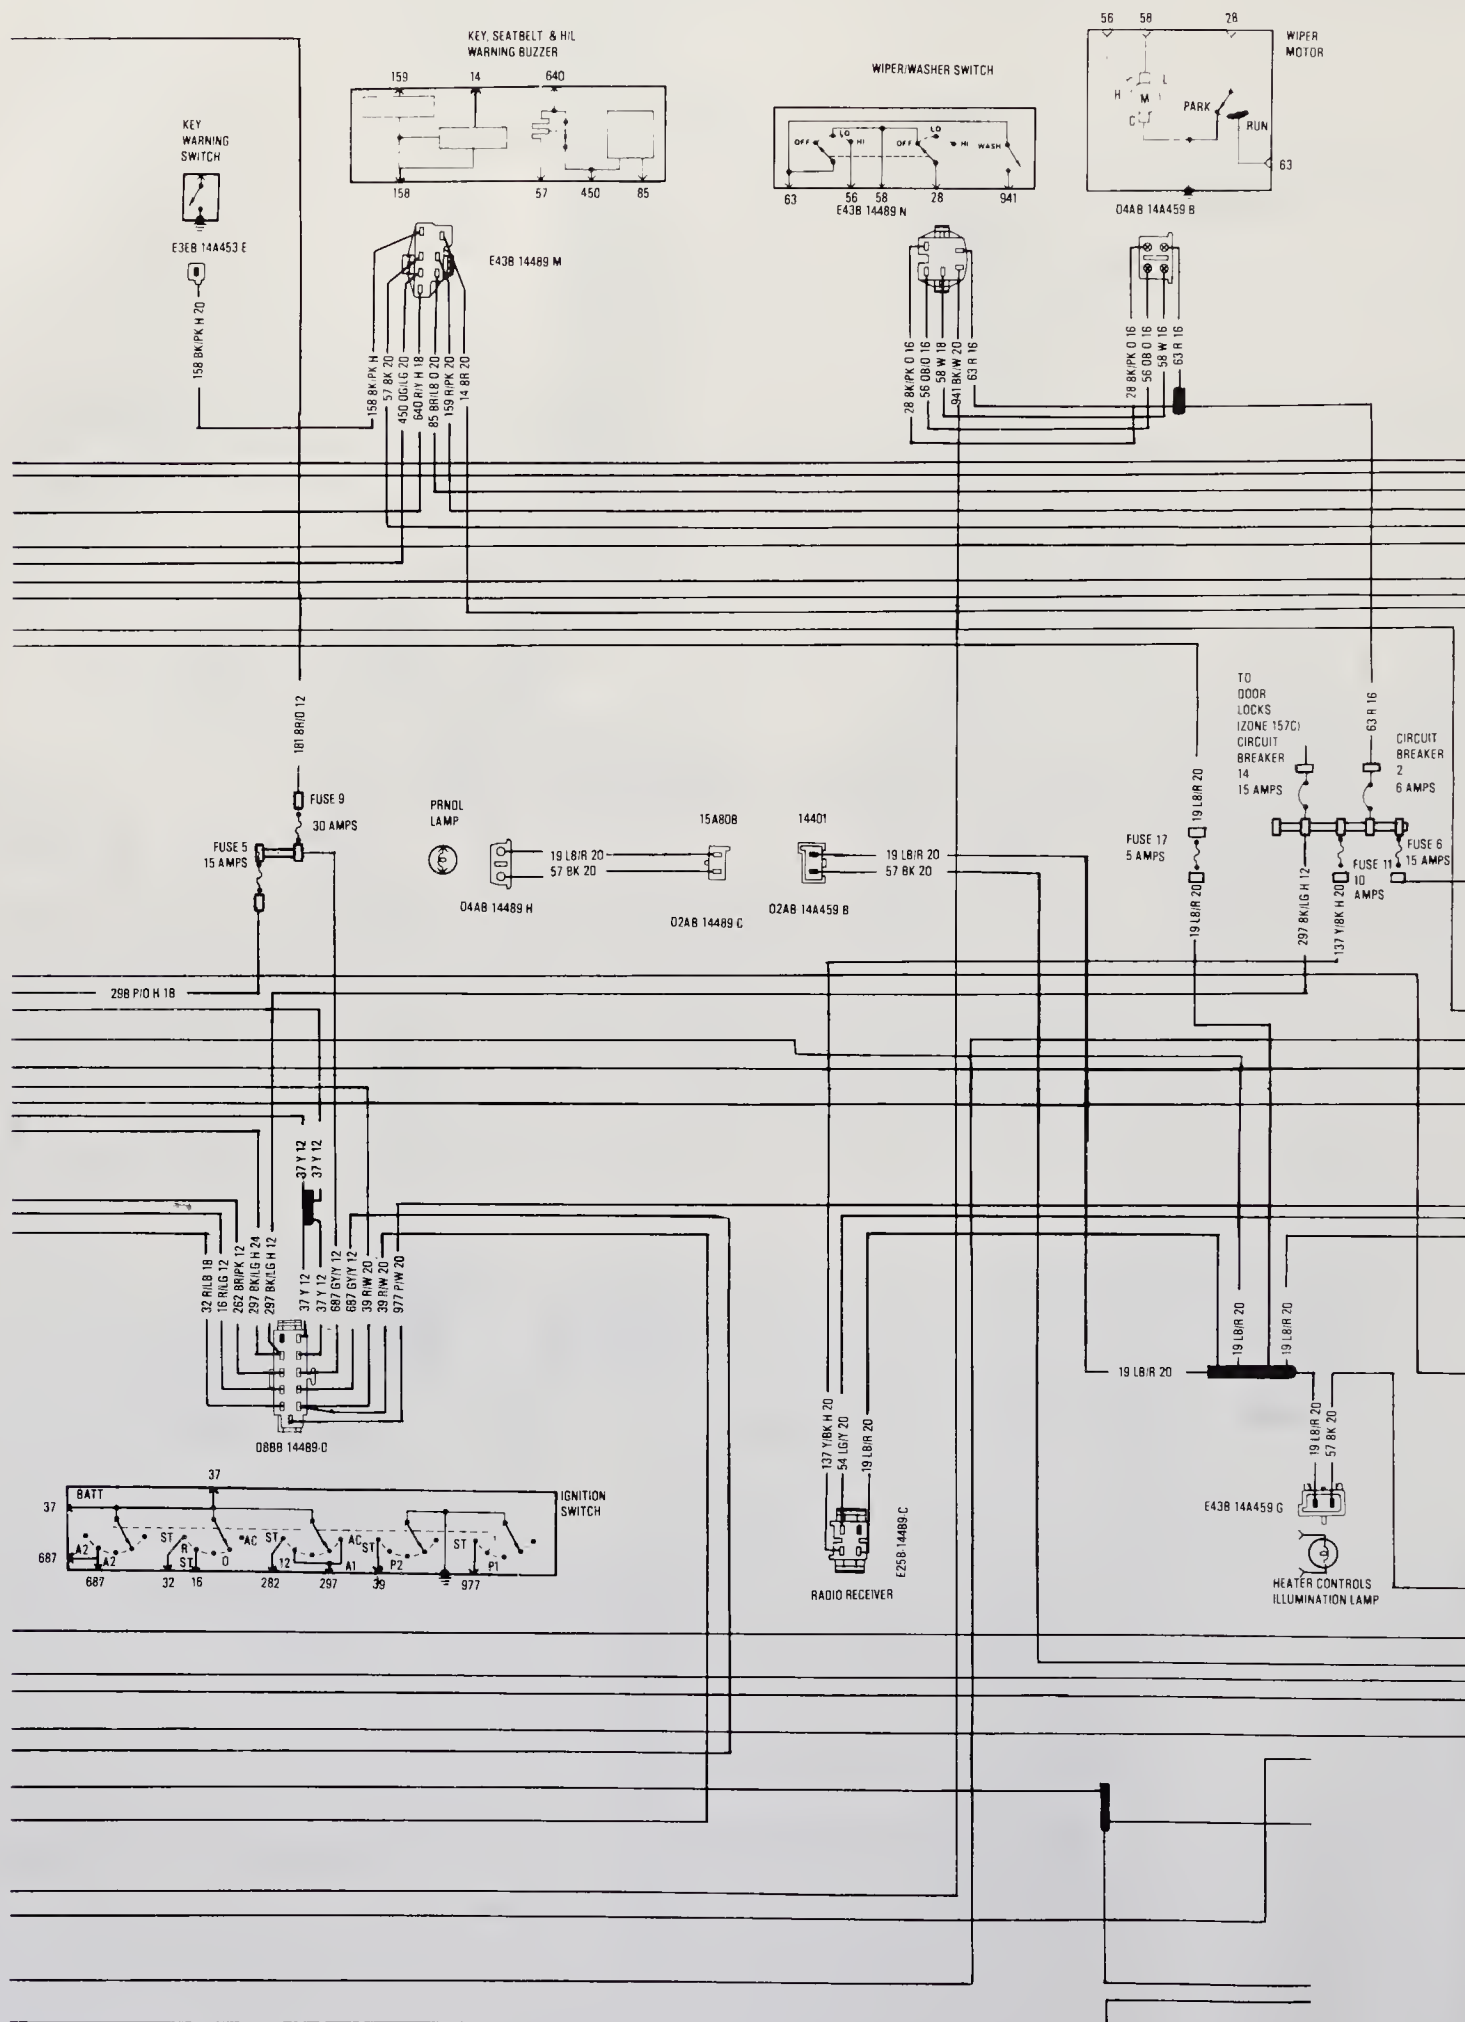 KEY, SEATBELT & H/L
WARNING BUZZER
159
14
640
158
57
450
85
KEY
WARNING
SWITCH
E3EB 14A453 E
158 BK/PK H 20
E43B 14489 M
158 BK/PK H
57 BK 20
450 OG/LG 20
640 R/Y H 18
85 BR/LB O 20
159 R/PK 20
14 BR 20
WIPER/WASHER SWITCH
OFF
LO
HI
OFF
LO
HI
WASH
63
56
58
28
941
E43B 14489 N
28 BK/PK O 16
56 DB/O 16
58 W 18
941 BK/W 20
63 R 16
56
58
28
WIPER
MOTOR
H
L
M
C
PARK
RUN
63
04AB 14A459 B
28 BK/PK O 16
56 DB O 16
58 W 16
63 R 16
181 BR/O 12
FUSE 9
30 AMPS
FUSE 5
15 AMPS
PRNDL
LAMP
04AB 14489 H
19 LB/R 20
57 BK 20
15A808
02AB 14489 C
14401
02AB 14A459 B
19 LB/R 20
57 BK 20
19 LB/R 20
FUSE 17
5 AMPS
19 LB/R 20
TO
DOOR
LOCKS
(ZONE 157C)
CIRCUIT
BREAKER
14
15 AMPS
63 R 16
CIRCUIT
BREAKER
2
6 AMPS
FUSE 6
15 AMPS
FUSE 11
10
AMPS
297 BK/LG H 12
137 Y/BK H 20
298 P/O H 18
37 Y 12
37 Y 12
32 R/LB 18
16 R/LG 12
262 BR/PK 12
297 BK/LG H 24
297 BK/LG H 12
37 Y 12
37 Y 12
687 GY/Y 12
687 GY/Y 12
39 R/W 20
39 R/W 20
977 P/W 20
08BB 14489-D
37
37
BATT
IGNITION
SWITCH
687
A2
A2
ST
R
ST
O
AC
ST
12
AC
A1
ST
P2
ST
P1
1
687
32
16
282
297
39
977
137 Y/BK H 20
54 LG/Y 20
19 LB/R 20
E25B-14489-C
RADIO RECEIVER
19 LB/R 20
19 LB/R 20
19 LB/R 20
19 LB/R 20
57 BK 20
E43B 14A459 G
HEATER CONTROLS
ILLUMINATION LAMP